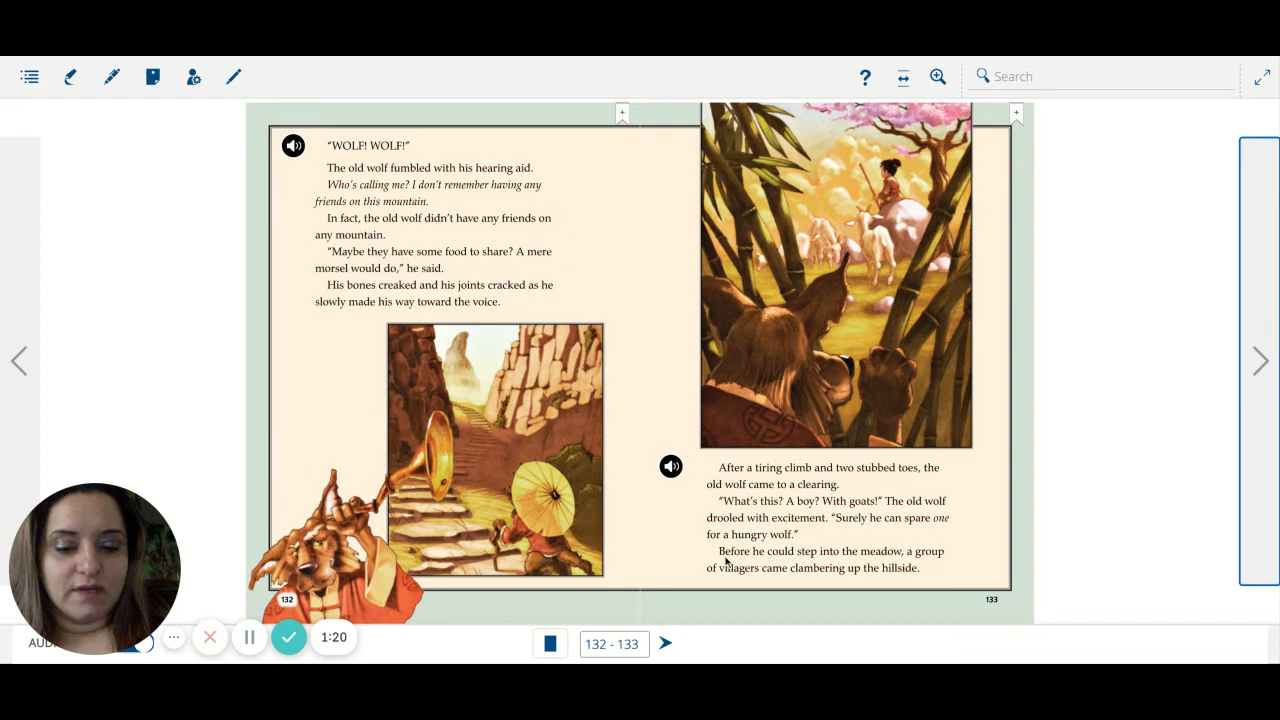 Search
“WOLF! WOLF!”
The old wolf fumbled with his hearing aid.
Who’s calling me? I don’t remember having any
friends on this mountain.
In fact, the old wolf didn’t have any friends on
any mountain.
“Maybe they have some food to share? A mere
morsel would do,” he said.
His bones creaked and his joints cracked as he
slowly made his way toward the voice.
132
After a tiring climb and two stubbed toes, the
old wolf came to a clearing.
“What’s this? A boy? With goats!” The old wolf
drooled with excitement. “Surely he can spare one
for a hungry wolf.”
Before he could step into the meadow, a group
of villagers came clambering up the hillside.
133
1:20
132 - 133